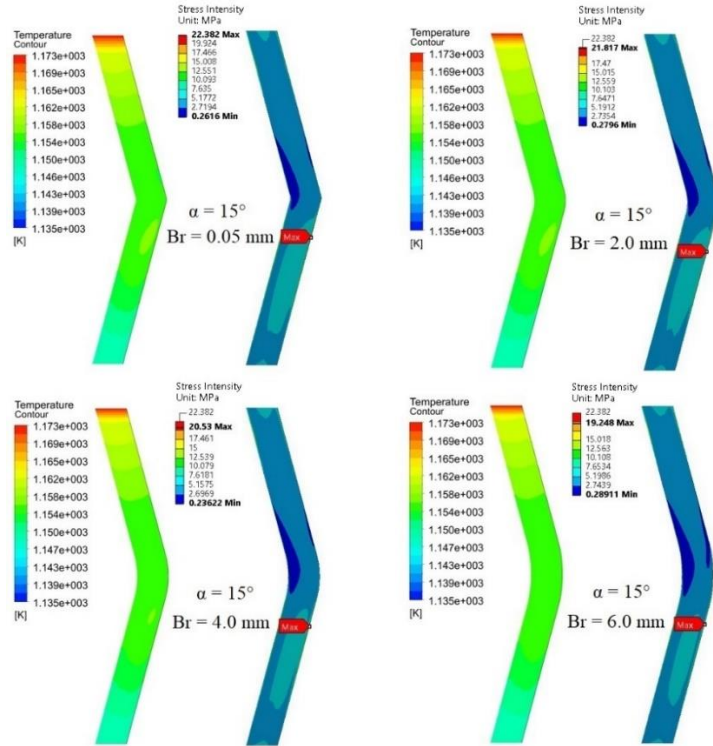 Temperature
Contour
1.173e+003
1.169e+003
1.165e+003
1.162e+003
1.158e+003
1.154e+003
1.150e+003
1.147e+003
1.143e+003
1.139e+003
1.135e+003
[K]
Stress Intensity
Unit: MPa
22.382 Max
19.924
17.466
15.008
12.551
10.093
7.635
5.1772
2.7194
0.2616 Min
α = 15°
Br = 0.05 mm
Max
Temperature
Contour
1.173e+003
1.169e+003
1.165e+003
1.162e+003
1.158e+003
1.154e+003
1.150e+003
1.147e+003
1.143e+003
1.139e+003
1.135e+003
[K]
Stress Intensity
Unit: MPa
22.382
21.817 Max
17.47
15.015
12.559
10.103
7.6471
5.1912
2.7354
0.2796 Min
α = 15°
Br = 2.0 mm
Max
Temperature
Contour
1.173e+003
1.169e+003
1.165e+003
1.162e+003
1.158e+003
1.154e+003
1.150e+003
1.147e+003
1.143e+003
1.139e+003
1.135e+003
[K]
Stress Intensity
Unit: MPa
22.382
20.53 Max
17.461
15
12.539
10.079
7.6181
5.1575
2.6969
0.23622 Min
α = 15°
Br = 4.0 mm
Max
Temperature
Contour
1.173e+003
1.169e+003
1.165e+003
1.162e+003
1.158e+003
1.154e+003
1.150e+003
1.147e+003
1.143e+003
1.139e+003
1.135e+003
[K]
Stress Intensity
Unit: MPa
22.382
19.248 Max
15.018
12.563
10.108
7.6534
5.1986
2.7439
0.28911 Min
α = 15°
Br = 6.0 mm
Max